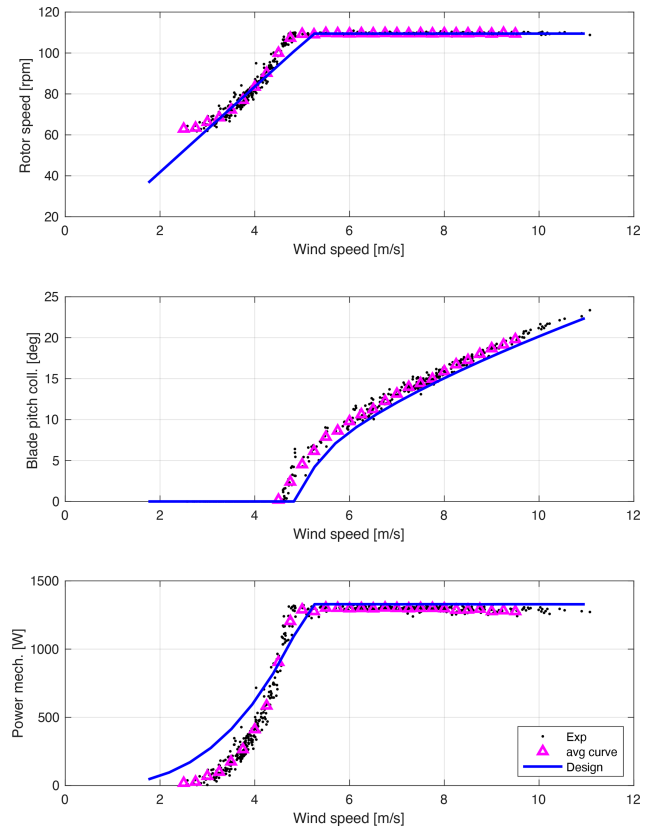 120
100
80
60
40
20
Rotor speed [rpm]
0 2 4 6 8 10 12
Wind speed [m/s]
25
20
15
10
5
0
Blade pitch coll. [deg]
0 2 4 6 8 10 12
Wind speed [m/s]
1500
1000
500
0
Power mech. [W]
Exp
avg curve
Design
0 2 4 6 8 10 12
Wind speed [m/s]